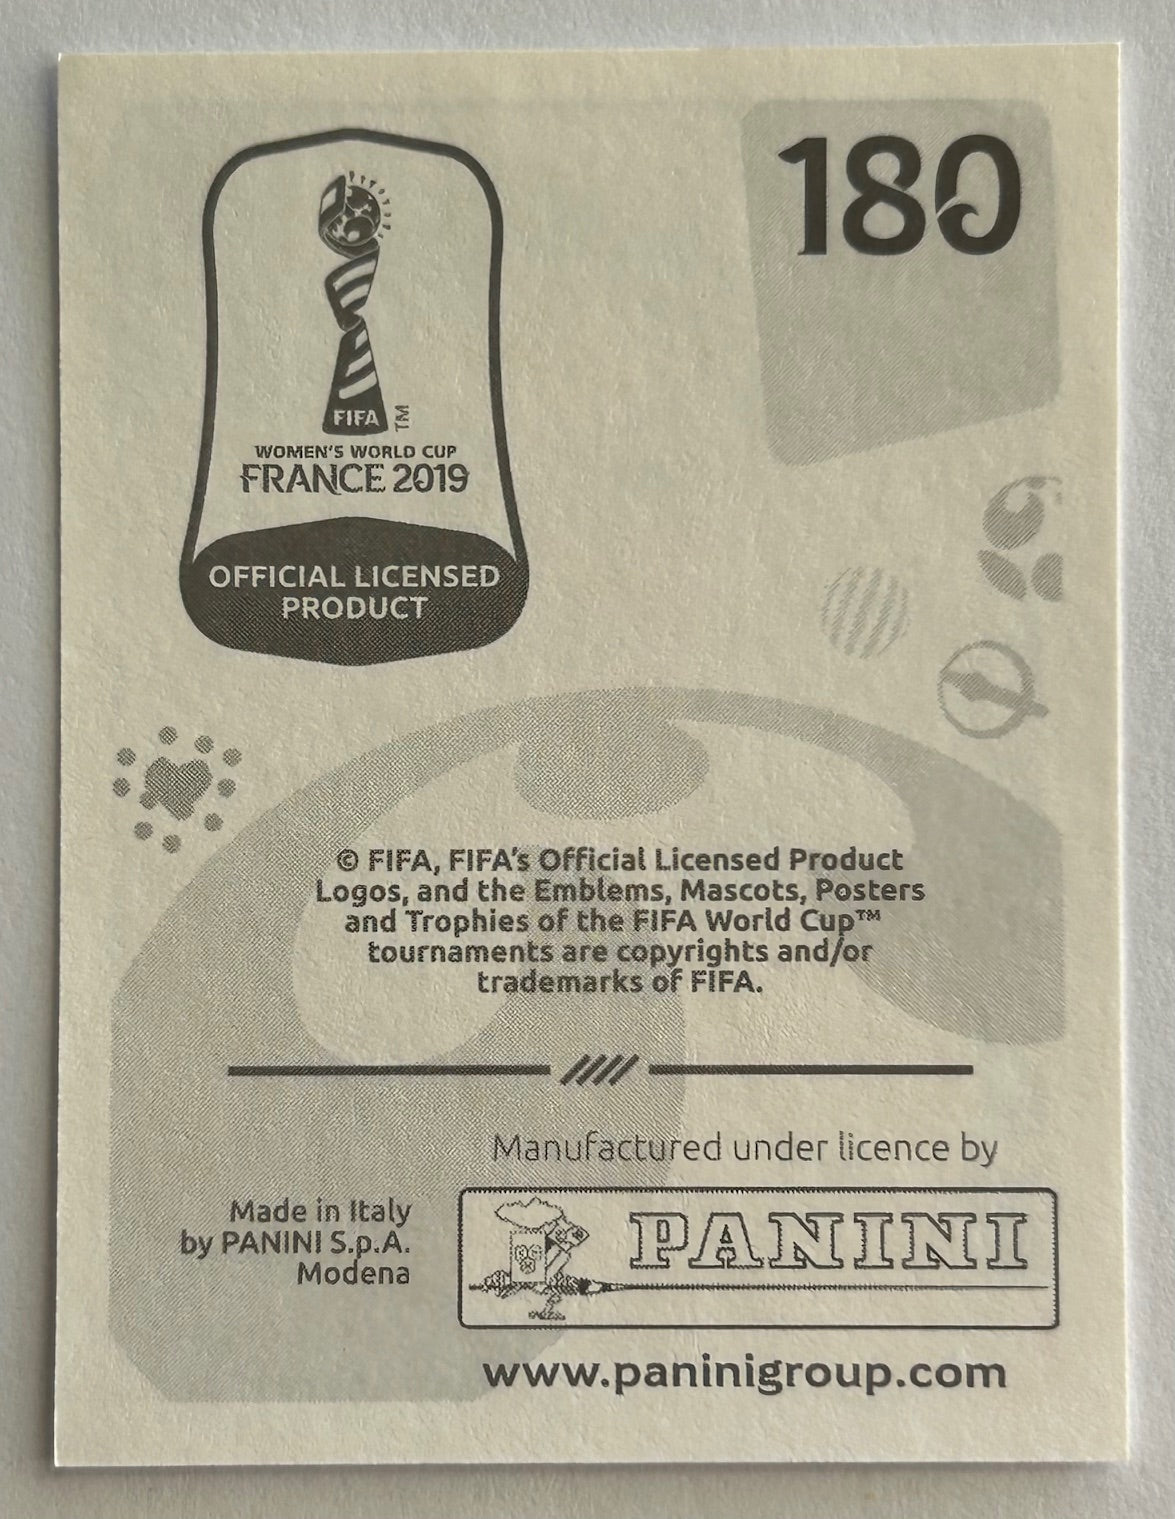 180
FIFA
TM
WOMEN'S WORLD CUP
FRANCE 2019
OFFICIAL LICENSED
PRODUCT
© FIFA, FIFA's Official Licensed Product
Logos, and the Emblems, Mascots, Posters
and Trophies of the FIFA World Cup™
tournaments are copyrights and/or
trademarks of FIFA.
Manufactured under licence by
Made in Italy
by PANINI S.p.A.
Modena
PANINI
www.paninigroup.com